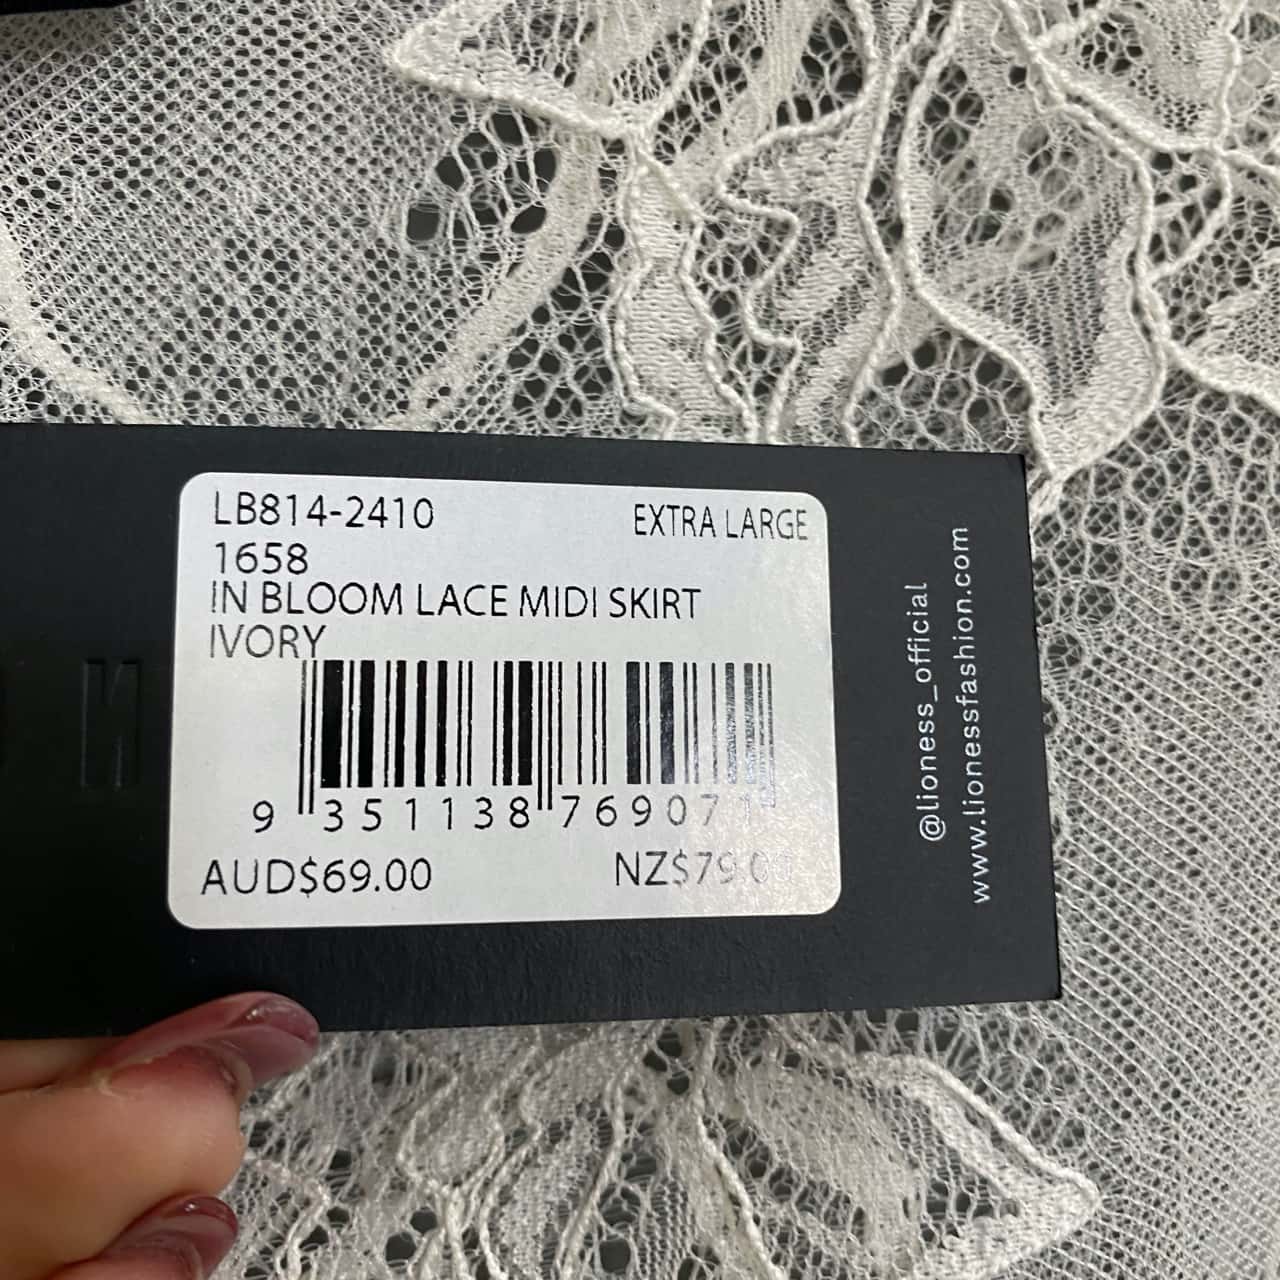 LB814-2410
EXTRA LARGE
1658
IN BLOOM LACE MIDI SKIRT
IVORY
9 351138 769071
AUD$69.00
NZ$79.00
@lioness_official
www.lionessfashion.com
N